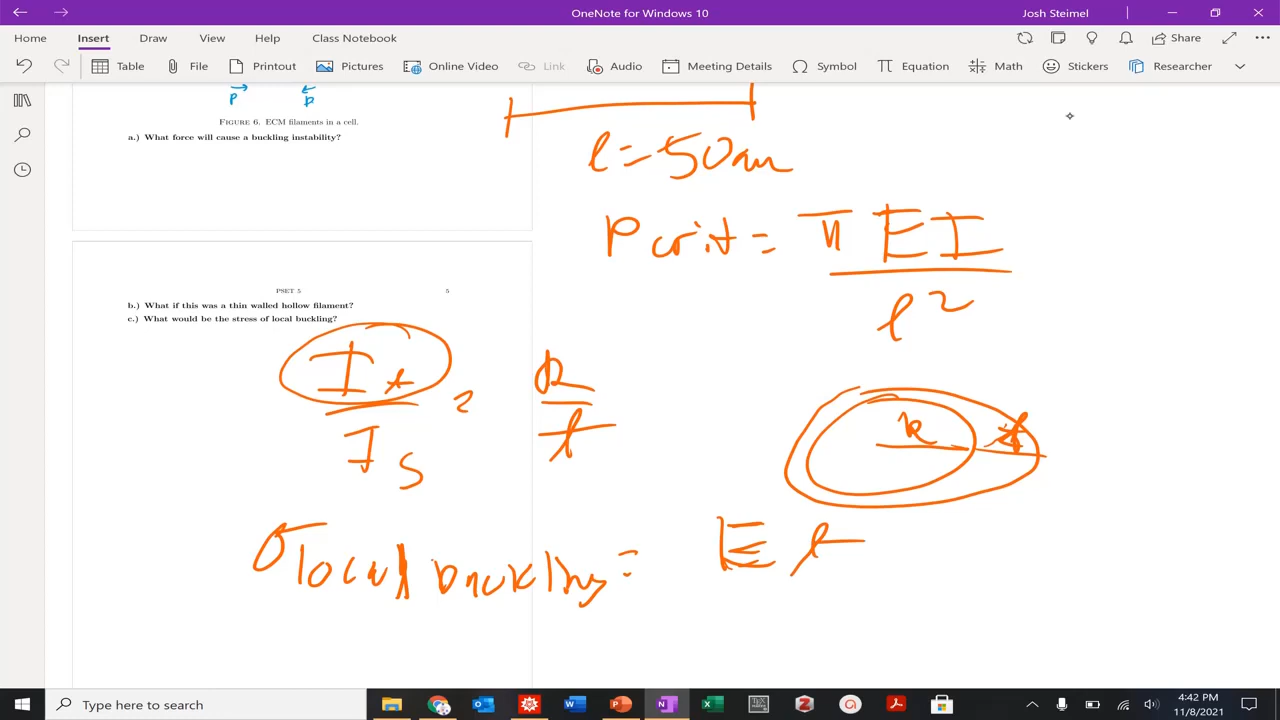 OneNote for Windows 10
Josh Steimel
Home Insert Draw View Help Class Notebook Share
Table File Printout Pictures Online Video Link Audio Meeting Details Symbol Equation Math Stickers Researcher
P P
FIGURE 6. ECM filaments in a cell.
a.) What force will cause a buckling instability?
l = 50 nm
P crit = π EI
l 2
PSET 5 5
b.) What if this was a thin walled hollow filament?
c.) What would be the stress of local buckling?
I = R
I S t
R t
σ local buckling = E t
Type here to search
4:42 PM
11/8/2021